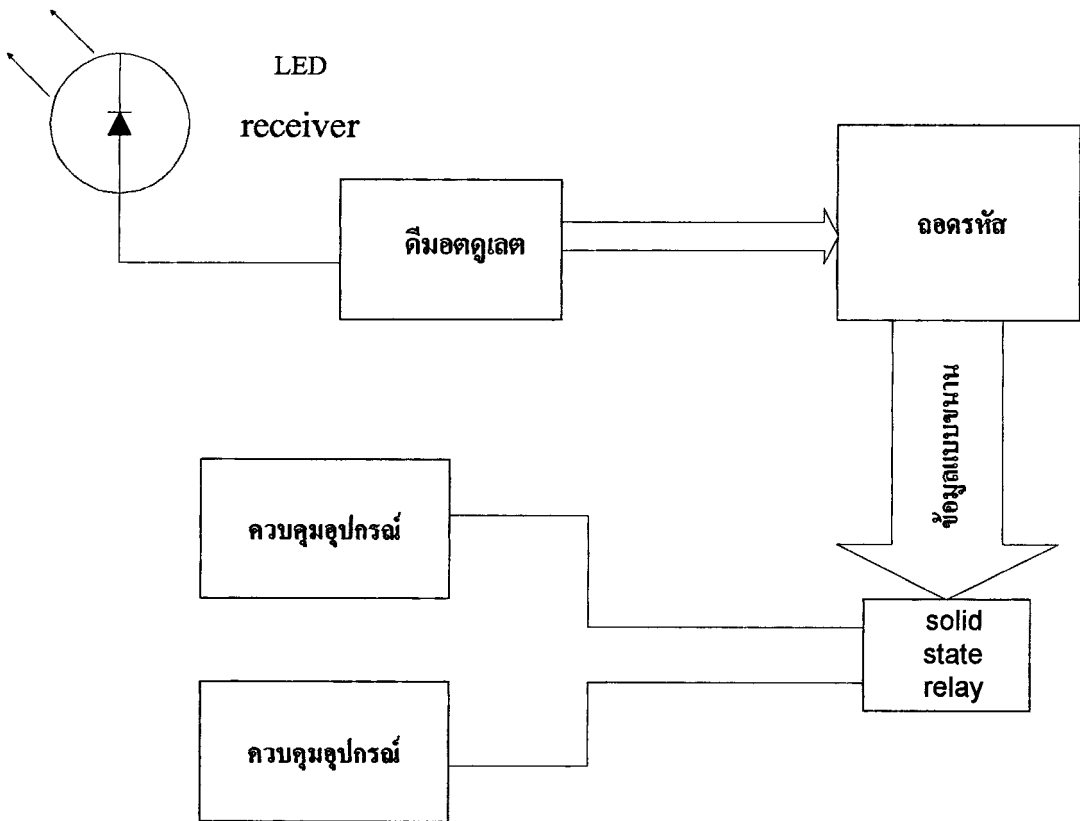 LED
receiver
ดีมอตดูเลต
ถอดรหัส
ข้อมูลแบบขนาน
ควบคุมอุปกรณ์
solid
state
relay
ควบคุมอุปกรณ์